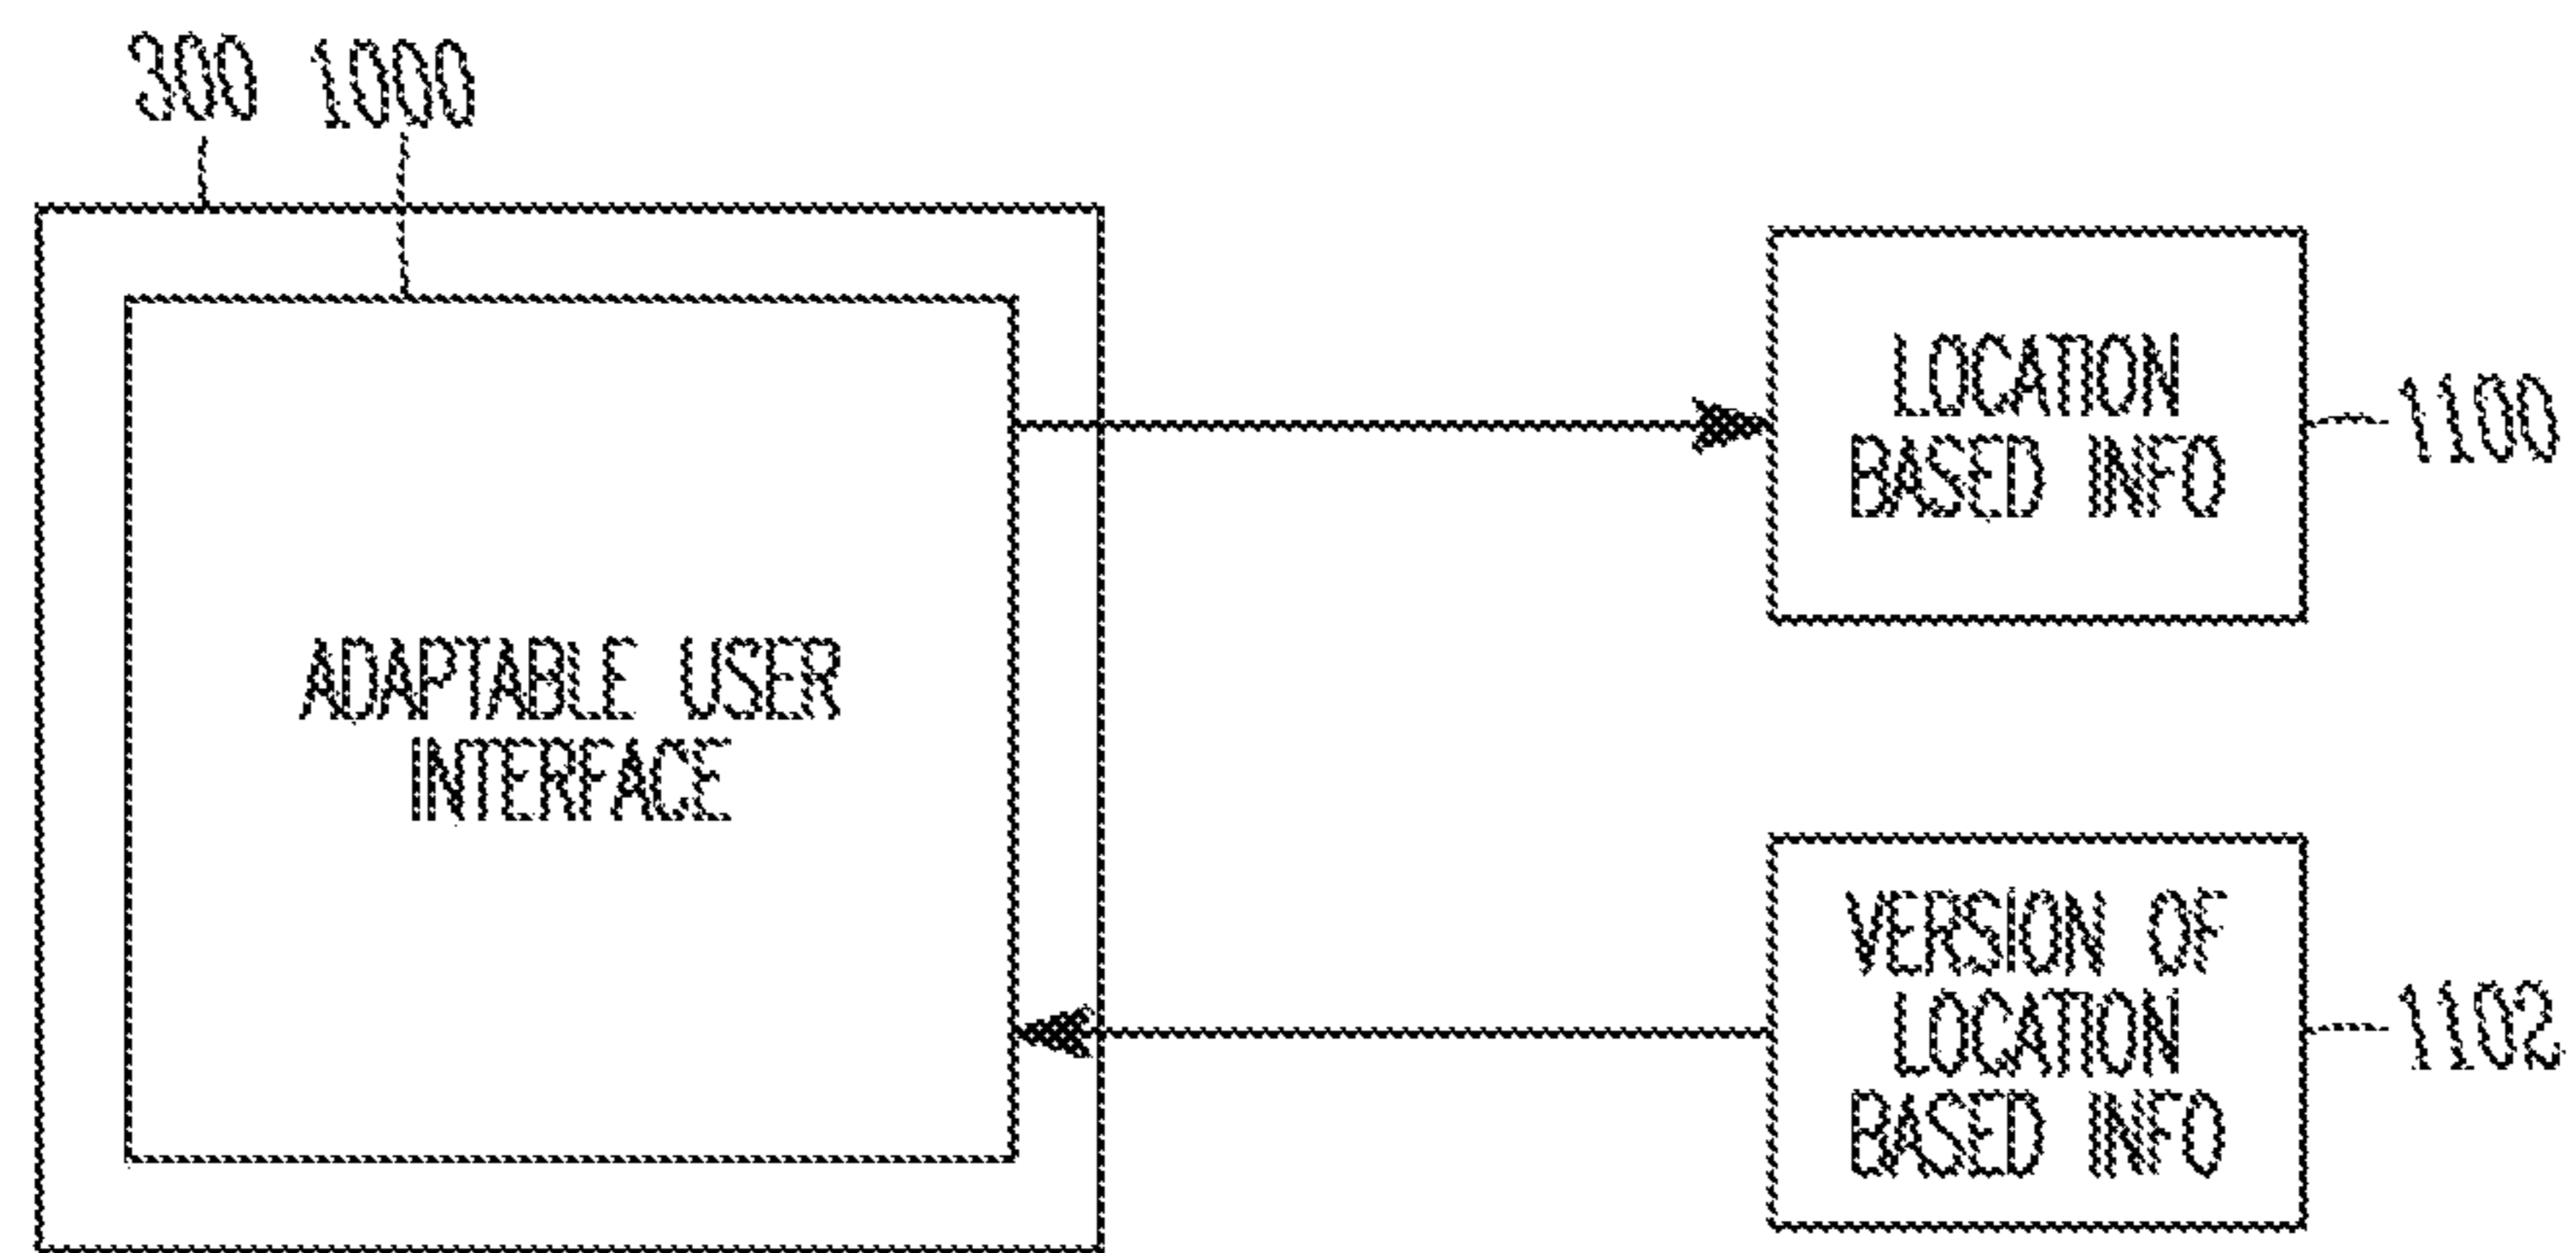 300 1000
LOCATION
BASED INFO
1100
ADAPTABLE USER
INTERFACE
VERSION OF
LOCATION
BASED INFO
1102